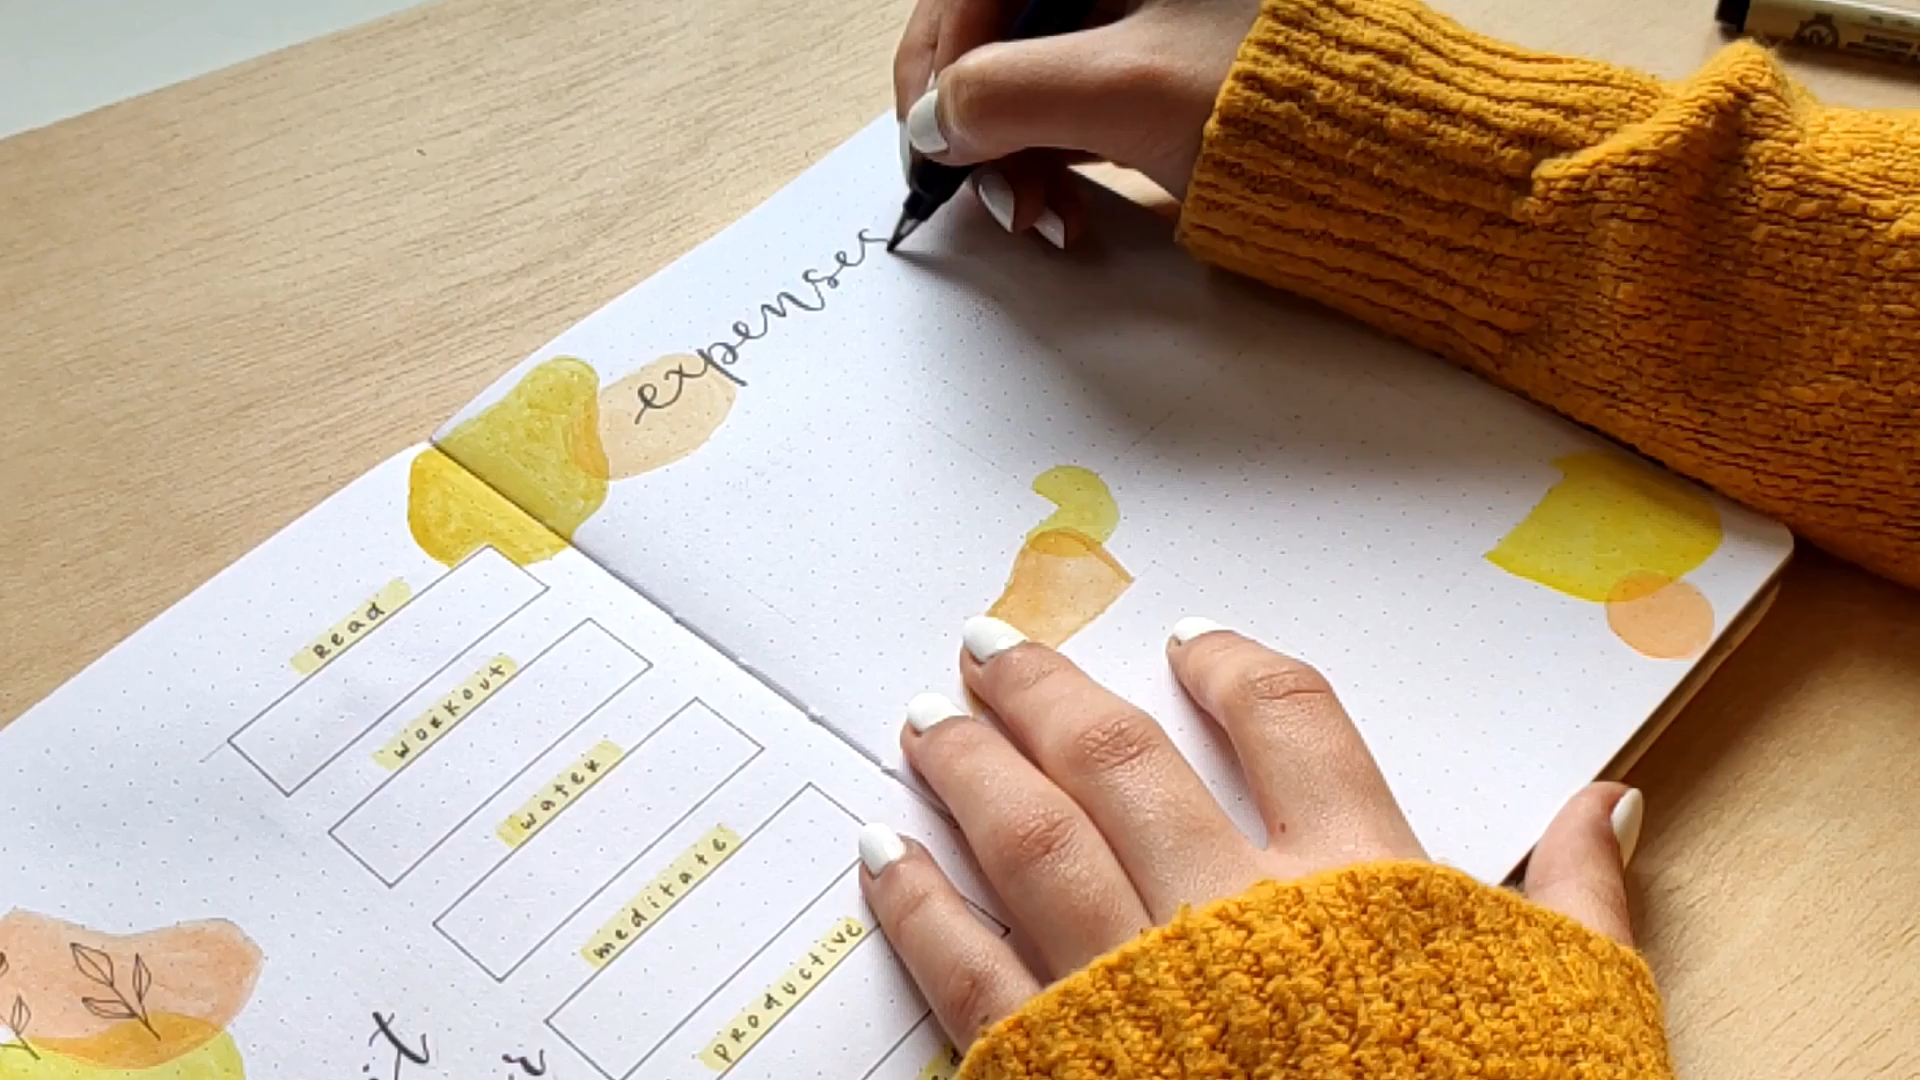 expenses
Read
workout
water
meditate
productive